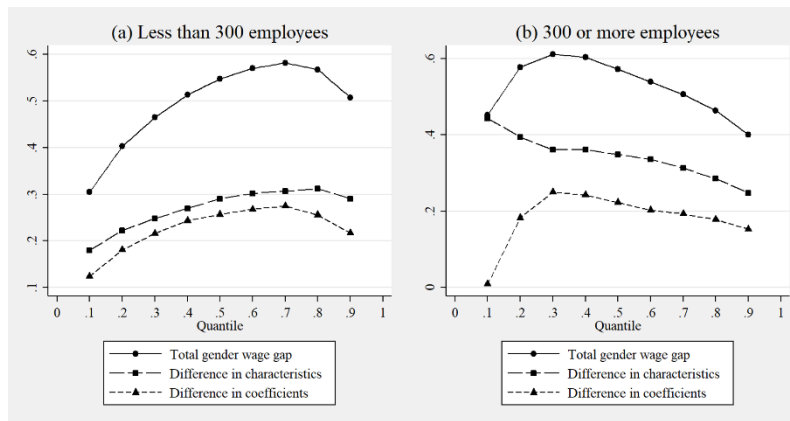 (a) Less than 300 employees
.6
.5
.4
.3
.2
.1
0 .1 .2 .3 .4 .5 .6 .7 .8 .9 1
Quantile
Total gender wage gap
Difference in characteristics
Difference in coefficients
(b) 300 or more employees
.6
.4
.2
0
0 .1 .2 .3 .4 .5 .6 .7 .8 .9 1
Quantile
Total gender wage gap
Difference in characteristics
Difference in coefficients